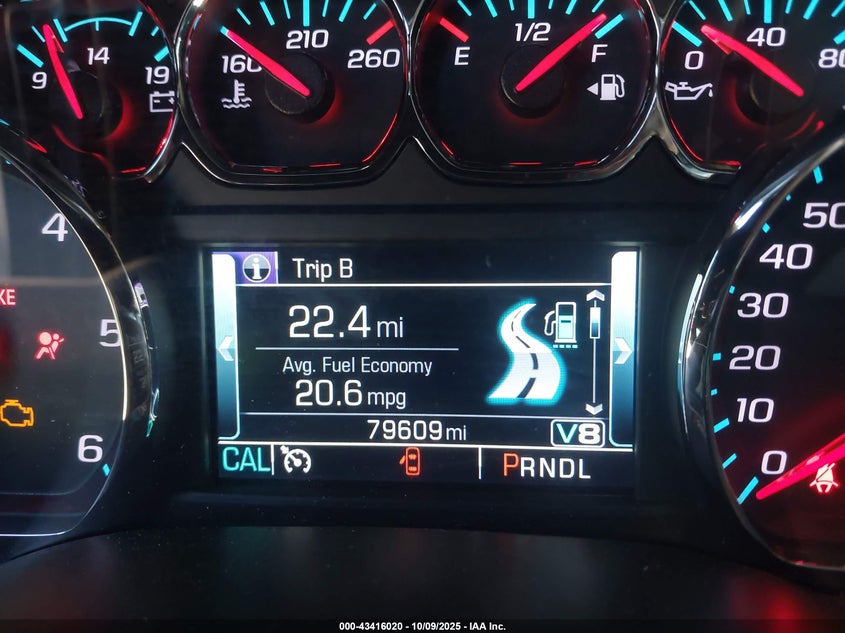 9 14 19
160 210 260
E 1/2 F
0 40 80
4
5
6
50
40
30
20
10
0
Trip B
22.4 mi
Avg. Fuel Economy
20.6 mpg
79609 mi V8
CAL PRNDL
000-43416020 - 10/09/2025 - IAA Inc.